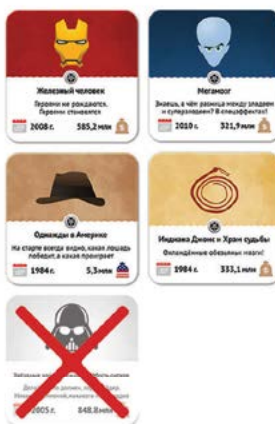 Железный человек
Героями не рождаются.
Героями становятся
2008 г. 585,2 млн
Мегамозг
Знаешь, в чём разница между злодеем
и суперзлодеем? В спецэффектах!
2010 г. 321,9 млн
Однажды в Америке
На старте всегда видно, какая лошадь
победит, а какая проиграет
1984 г. 5,3 млн
Индиана Джонс и Храм судьбы
Охлаждённые обезьяньи мозги!
1984 г. 333,1 млн
2005 г. 848.8 млн